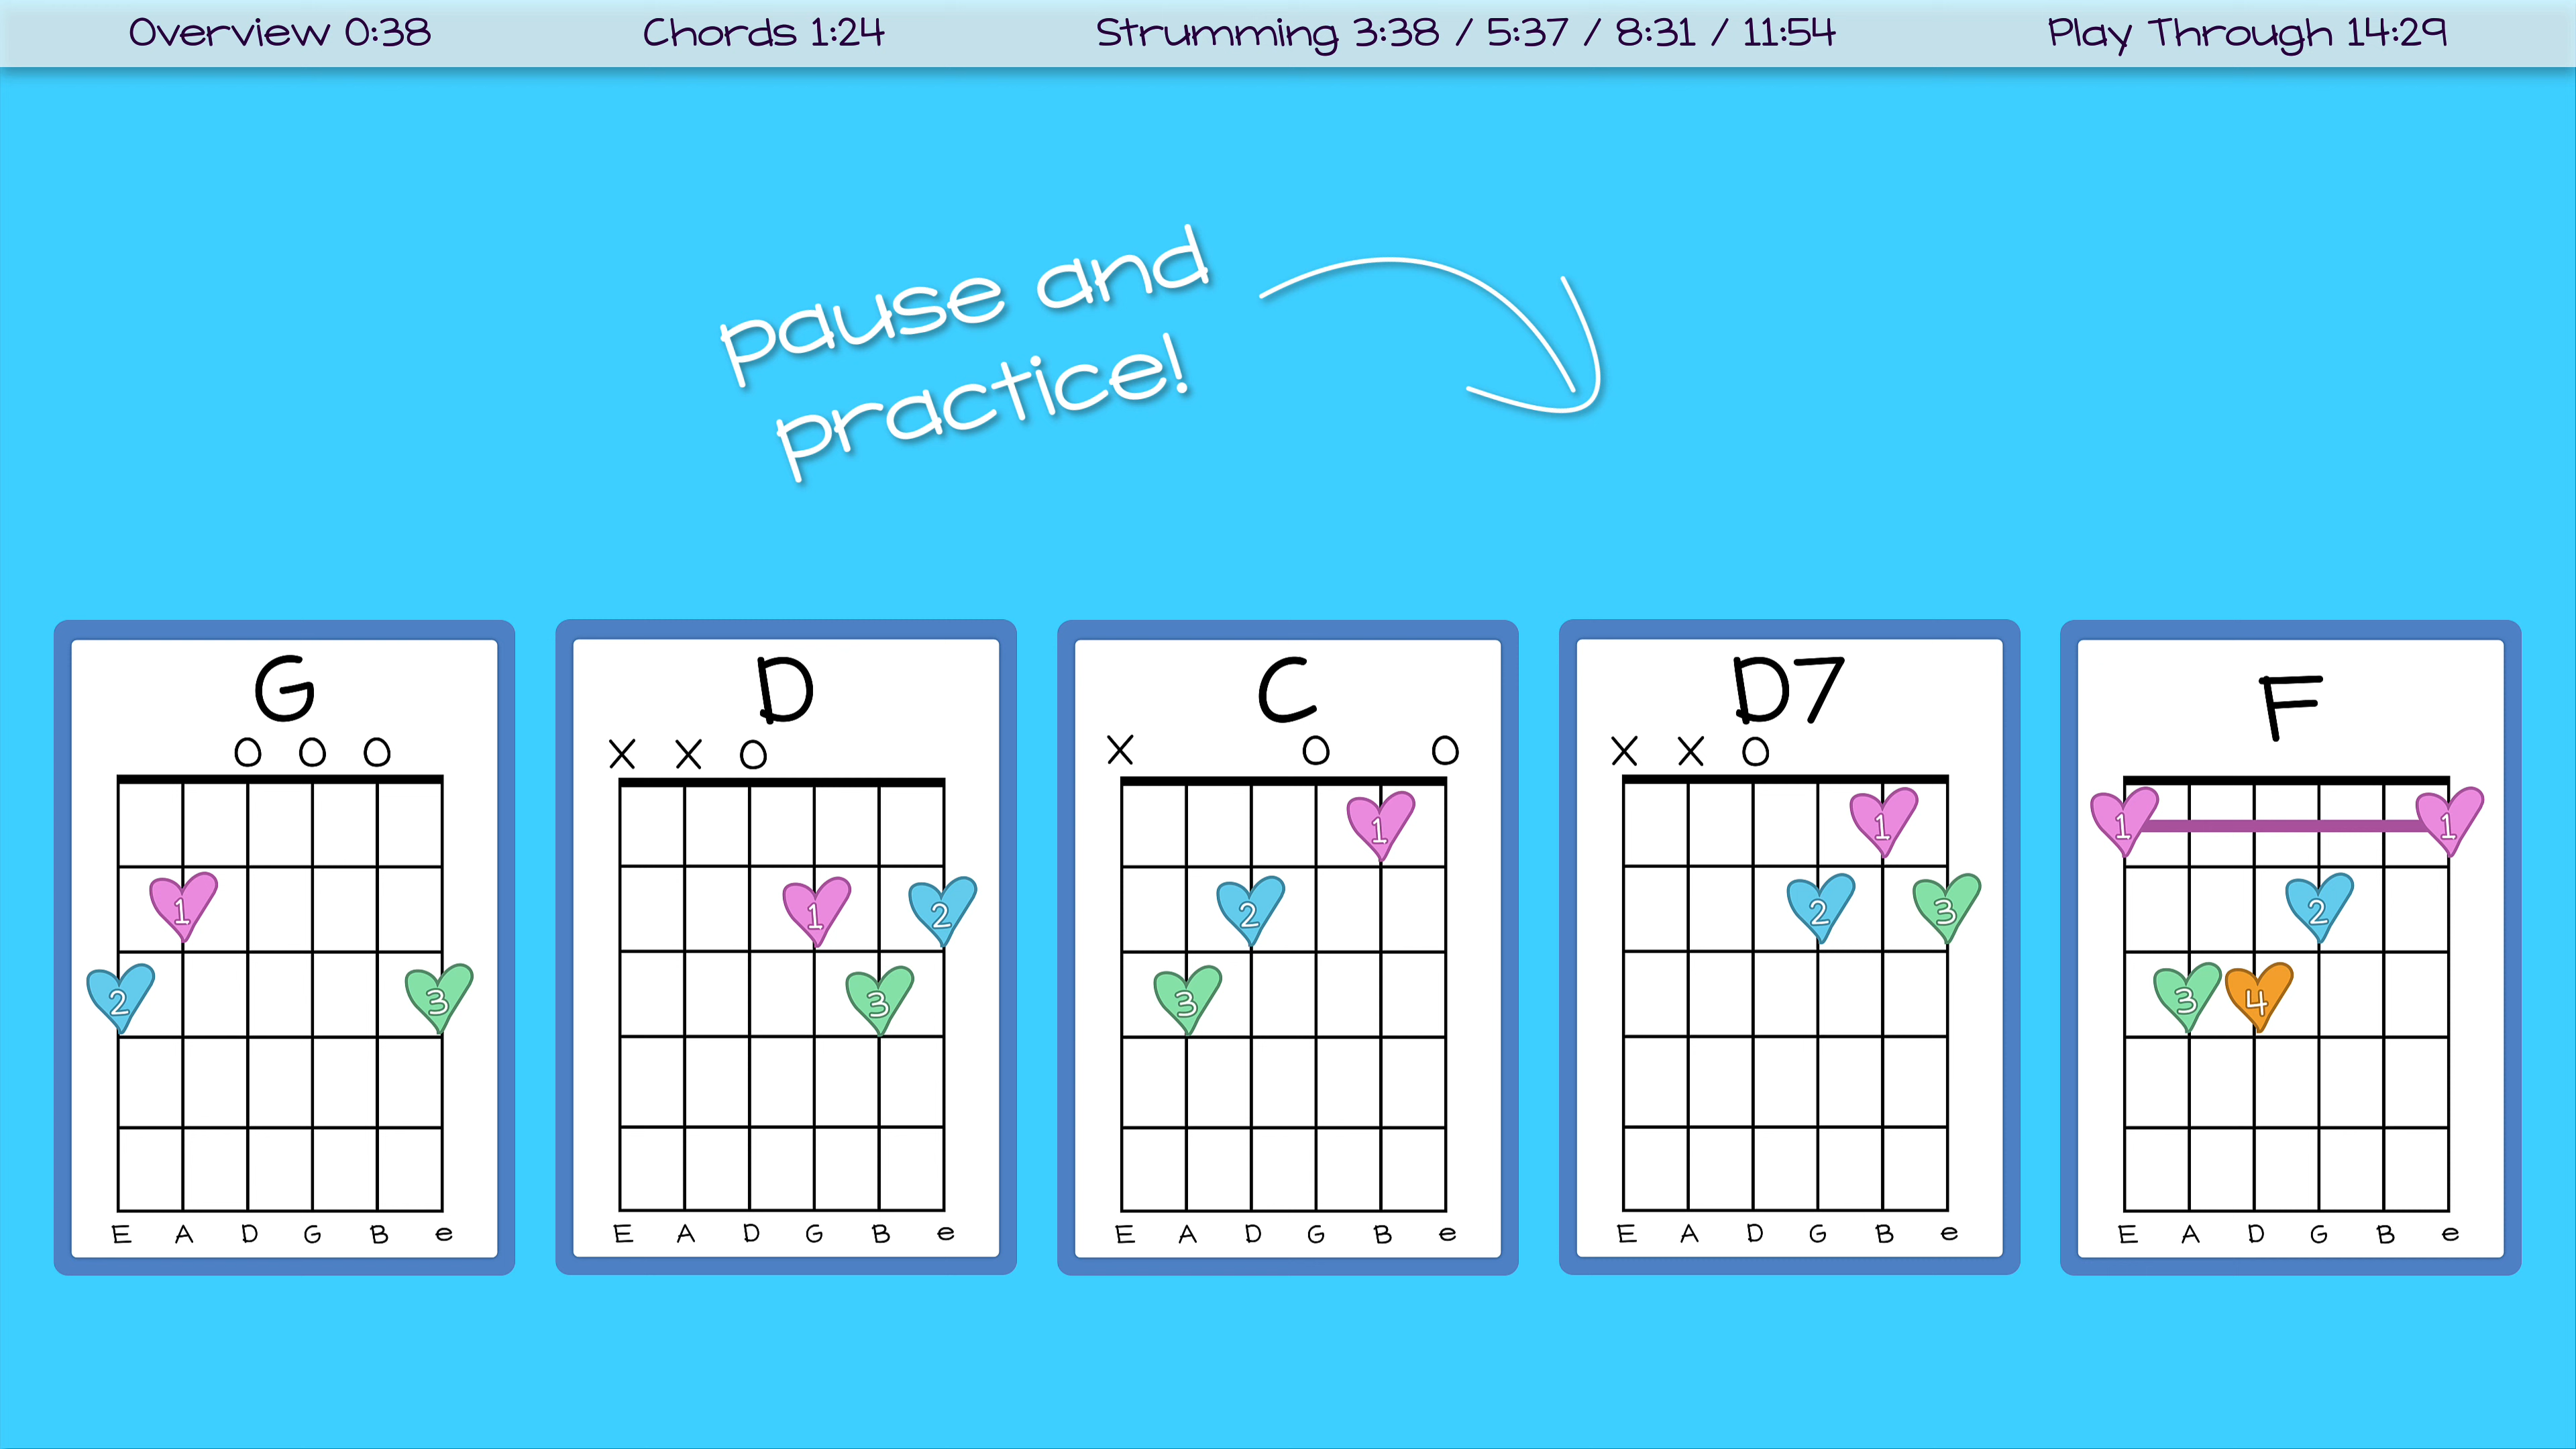 Overview 0:38
Chords 1:24
Strumming 3:38 / 5:37 / 8:31 / 11:54
Play Through 14:29
pause and
practice!
G
O O O
1
2 3
E A D G B e
D
X X O
1 2
3
E A D G B e
C
X O O
1
2
3
E A D G B e
D7
X X O
1
2 3
E A D G B e
F
1 1
2
3 4
E A D G B e